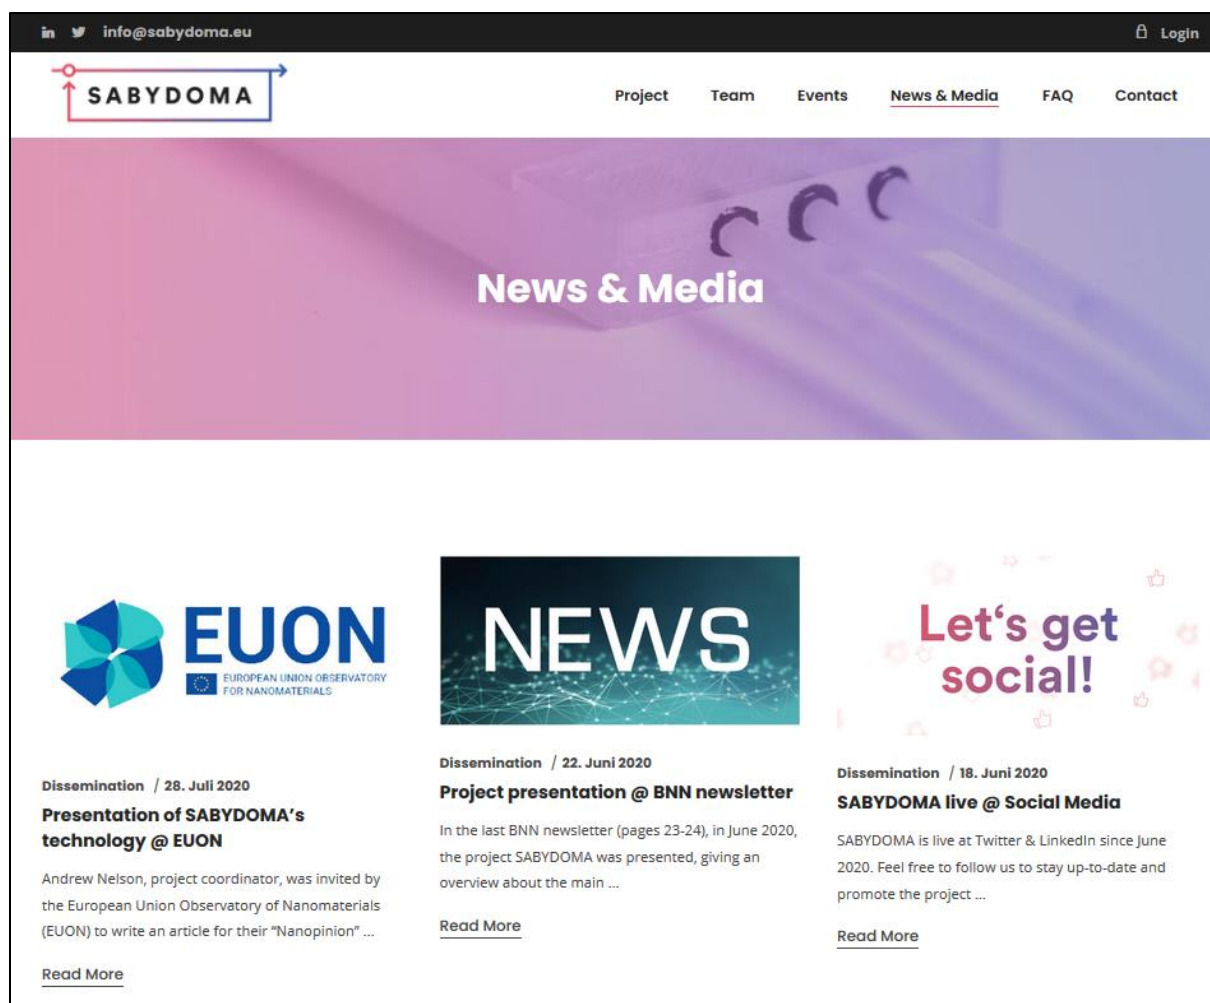 in info@sabydoma.eu Login
SABYDOMA
Project Team Events News & Media FAQ Contact
News & Media
EUON
EUROPEAN UNION OBSERVATORY
FOR NANOMATERIALS
Dissemination / 28. Juli 2020
Presentation of SABYDOMA’s
technology @ EUON
Andrew Nelson, project coordinator, was invited by
the European Union Observatory of Nanomaterials
(EUON) to write an article for their “Nanopinion” ...
Read More
NEWS
Dissemination / 22. Juni 2020
Project presentation @ BNN newsletter
In the last BNN newsletter (pages 23-24), in June 2020,
the project SABYDOMA was presented, giving an
overview about the main ...
Read More
Let‘s get
social!
Dissemination / 18. Juni 2020
SABYDOMA live @ Social Media
SABYDOMA is live at Twitter & LinkedIn since June
2020. Feel free to follow us to stay up-to-date and
promote the project ...
Read More